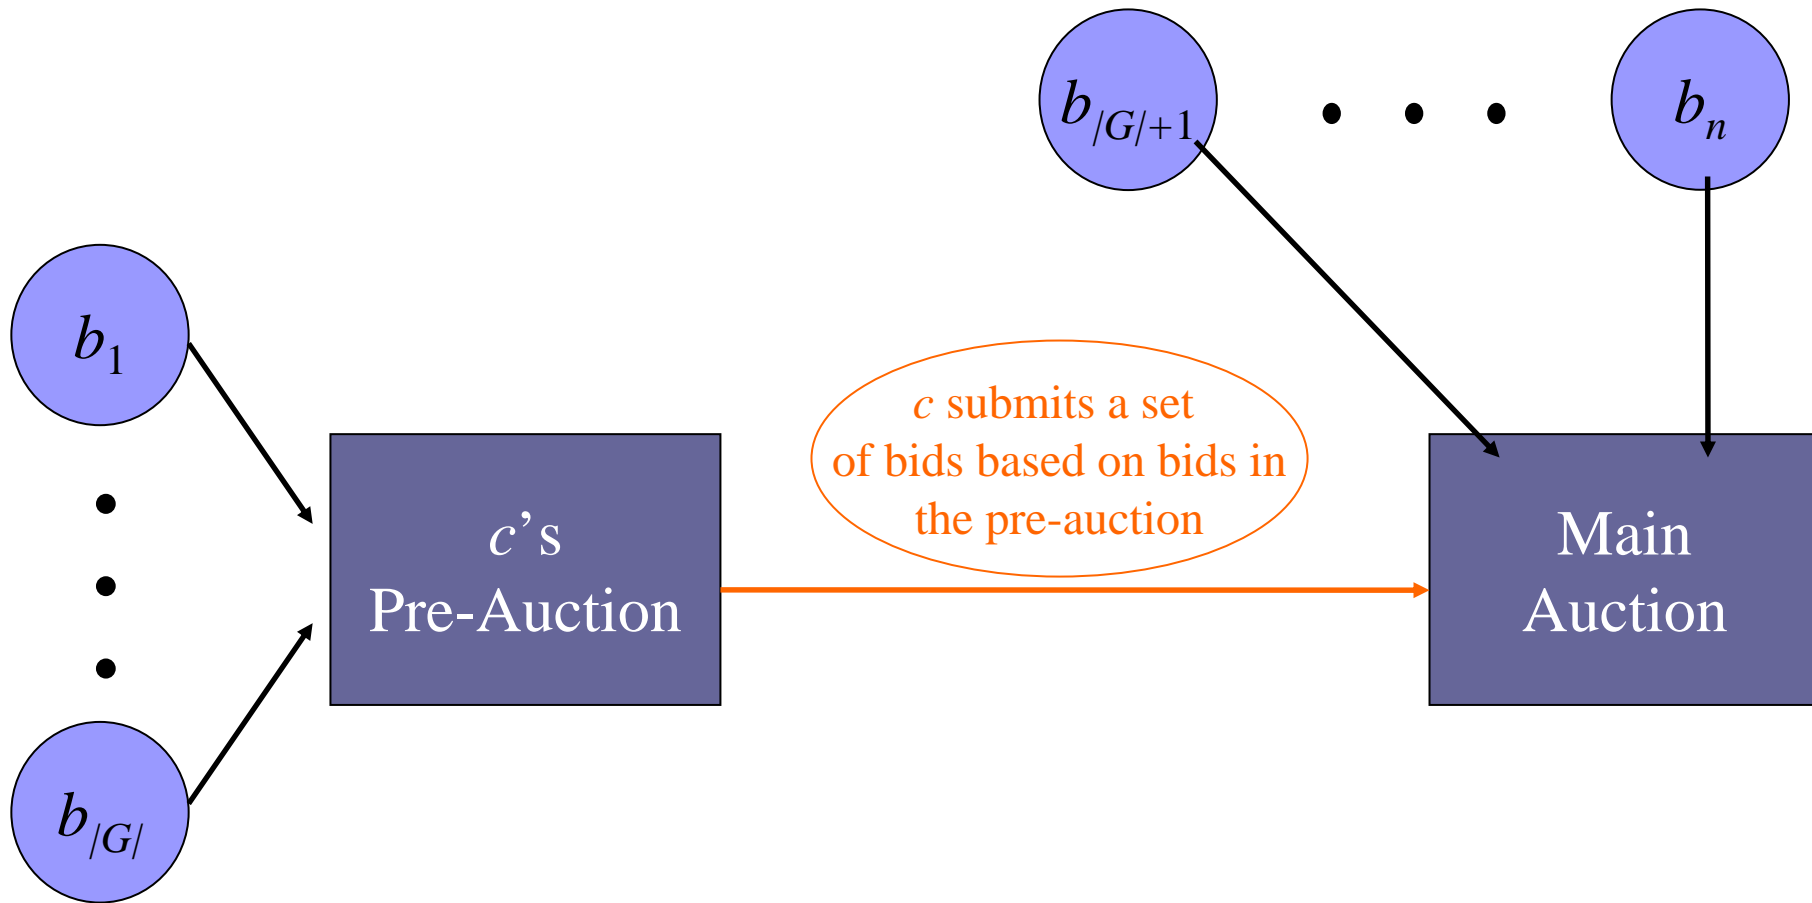 b|G|+1
bn
b1
c submits a set
of bids based on bids in
the pre-auction
c’s
Pre-Auction
Main
Auction
b|G|